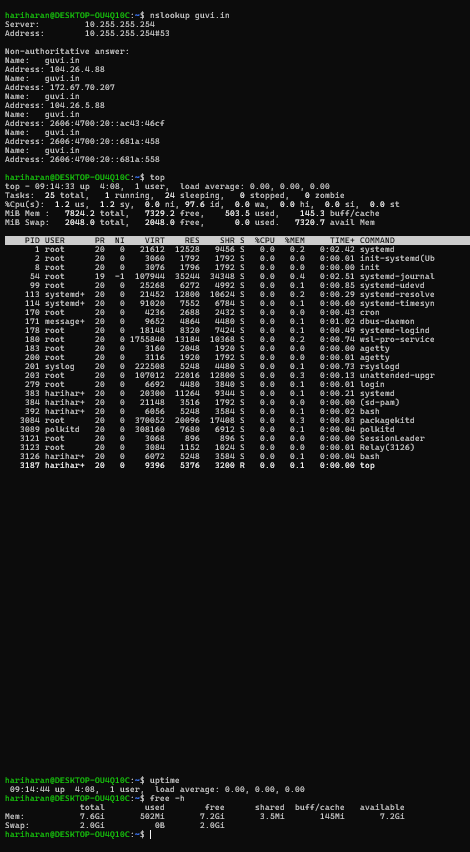 hariharan@DESKTOP-OU4Q10C:~$ nslookup guvi.in
Server:         10.255.255.254
Address:        10.255.255.254#53

Non-authoritative answer:
Name:   guvi.in
Address: 104.26.4.88
Name:   guvi.in
Address: 172.67.70.207
Name:   guvi.in
Address: 104.26.5.88
Name:   guvi.in
Address: 2606:4700:20::ac43:46cf
Name:   guvi.in
Address: 2606:4700:20::681a:458
Name:   guvi.in
Address: 2606:4700:20::681a:558

hariharan@DESKTOP-OU4Q10C:~$ top
top - 09:14:33 up  4:08,  1 user,  load average: 0.00, 0.00, 0.00
Tasks:  25 total,   1 running,  24 sleeping,   0 stopped,   0 zombie
%Cpu(s):  1.2 us,  1.2 sy,  0.0 ni, 97.6 id,  0.0 wa,  0.0 hi,  0.0 si,  0.0 st
MiB Mem :   7824.2 total,   7329.2 free,    503.5 used,    145.3 buff/cache
MiB Swap:   2048.0 total,   2048.0 free,      0.0 used.   7320.7 avail Mem

PID USER      PR  NI    VIRT    RES    SHR S  %CPU  %MEM     TIME+ COMMAND
1 root      20   0   21612  12528   9456 S   0.0   0.2   0:02.42 systemd
2 root      20   0    3060   1792   1792 S   0.0   0.0   0:00.01 init-systemd(Ub
8 root      20   0    3076   1796   1792 S   0.0   0.0   0:00.00 init
54 root      19  -1  107944  35244  34348 S   0.0   0.4   0:02.51 systemd-journal
99 root      20   0   25268   6272   4992 S   0.0   0.1   0:00.85 systemd-udevd
113 systemd+  20   0   21452  12800  10624 S   0.0   0.2   0:00.29 systemd-resolve
114 systemd+  20   0   91020   7552   6784 S   0.0   0.1   0:00.60 systemd-timesyn
170 root      20   0    4236   2688   2432 S   0.0   0.0   0:00.43 cron
171 message+  20   0    9652   4864   4480 S   0.0   0.1   0:01.02 dbus-daemon
178 root      20   0   18148   8320   7424 S   0.0   0.1   0:00.49 systemd-logind
180 root      20   0 1755840  13184  10368 S   0.0   0.2   0:00.74 wsl-pro-service
183 root      20   0    3160   2048   1920 S   0.0   0.0   0:00.00 agetty
200 root      20   0    3116   1920   1792 S   0.0   0.0   0:00.01 agetty
201 syslog    20   0  222508   5248   4480 S   0.0   0.1   0:00.73 rsyslogd
203 root      20   0  107012  22016  12800 S   0.0   0.3   0:00.13 unattended-upgr
279 root      20   0    6692   4480   3840 S   0.0   0.1   0:00.01 login
383 harihar+  20   0   20300  11264   9344 S   0.0   0.1   0:00.21 systemd
384 harihar+  20   0   21148   3516   1792 S   0.0   0.0   0:00.00 (sd-pam)
392 harihar+  20   0    6056   5248   3584 S   0.0   0.1   0:00.02 bash
3084 root      20   0  370052  20096  17408 S   0.0   0.3   0:00.03 packagekitd
3089 polkitd   20   0  308160   7680   6912 S   0.0   0.1   0:00.04 polkitd
3121 root      20   0    3068    896    896 S   0.0   0.0   0:00.00 SessionLeader
3123 root      20   0    3084   1152   1024 S   0.0   0.0   0:00.01 Relay(3126)
3126 harihar+  20   0    6072   5248   3584 S   0.0   0.1   0:00.04 bash
3187 harihar+  20   0    9396   5376   3200 R   0.0   0.1   0:00.00 top

hariharan@DESKTOP-OU4Q10C:~$ uptime
09:14:44 up  4:08,  1 user,  load average: 0.00, 0.00, 0.00
hariharan@DESKTOP-OU4Q10C:~$ free -h
total        used        free      shared  buff/cache   available
Mem:           7.6Gi       502Mi       7.2Gi       3.5Mi       145Mi       7.2Gi
Swap:          2.0Gi          0B       2.0Gi
hariharan@DESKTOP-OU4Q10C:~$